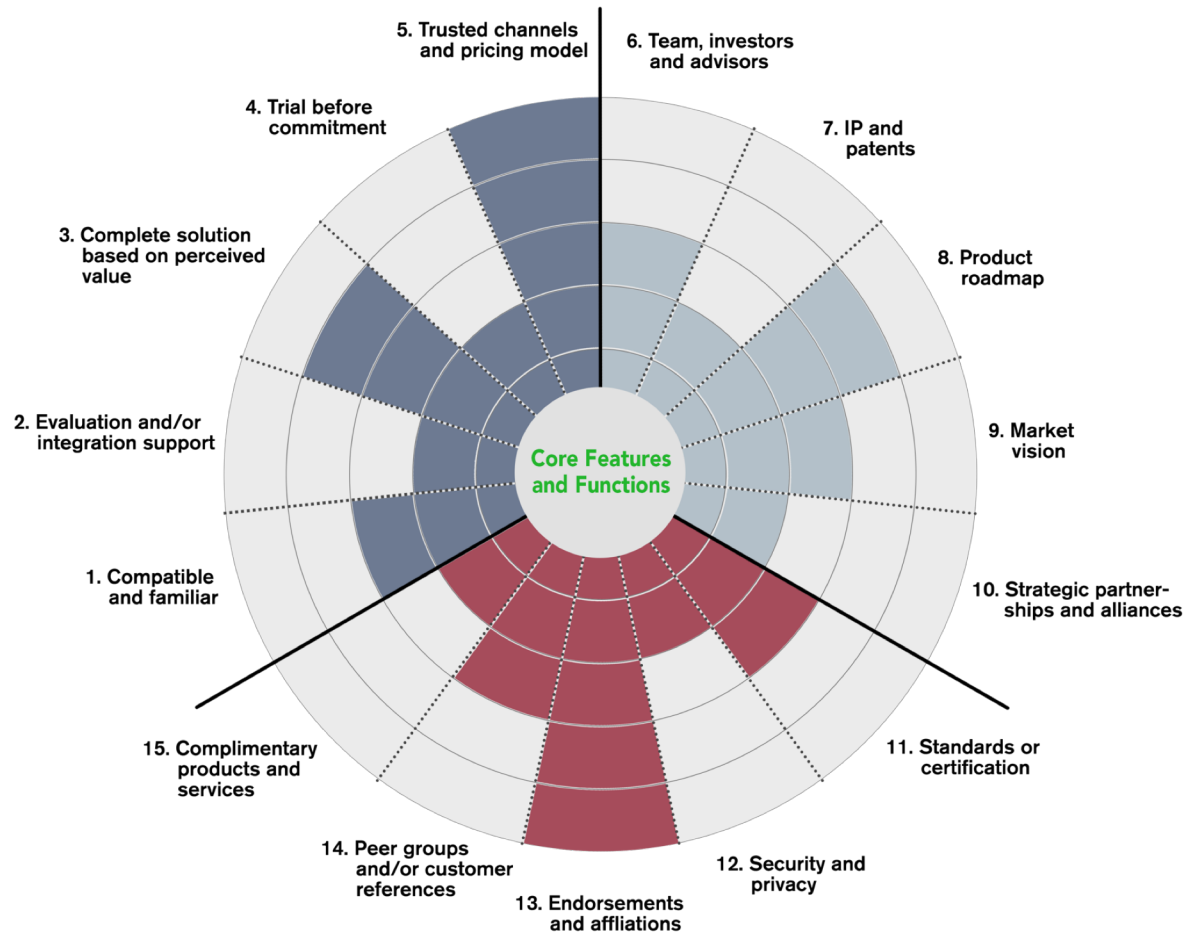 5. Trusted channels
and pricing model
6. Team, investors
and advisors
4. Trial before
commitment
7. IP and
patents
3. Complete solution
based on perceived
value
8. Product
roadmap
2. Evaluation and/or
integration support
9. Market
vision
Core Features
and Functions
1. Compatible
and familiar
10. Strategic partner-
ships and alliances
15. Complimentary
products and
services
11. Standards or
certification
14. Peer groups
and/or customer
references
12. Security and
privacy
13. Endorsements
and affliations